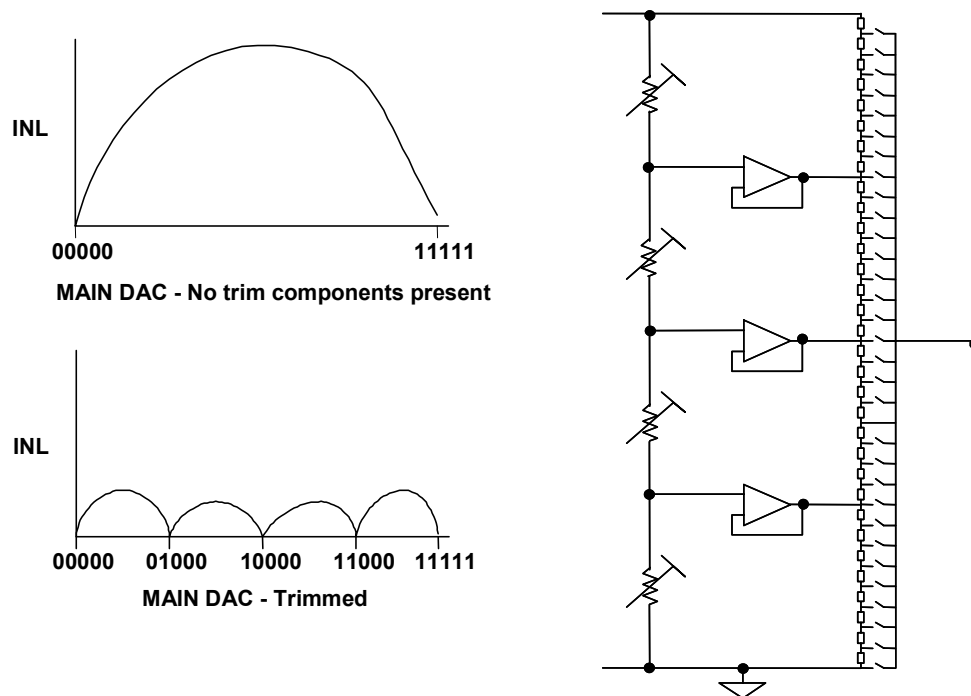 INL
00000 11111
MAIN DAC - No trim components present
INL
00000 01000 10000 11000 11111
MAIN DAC - Trimmed